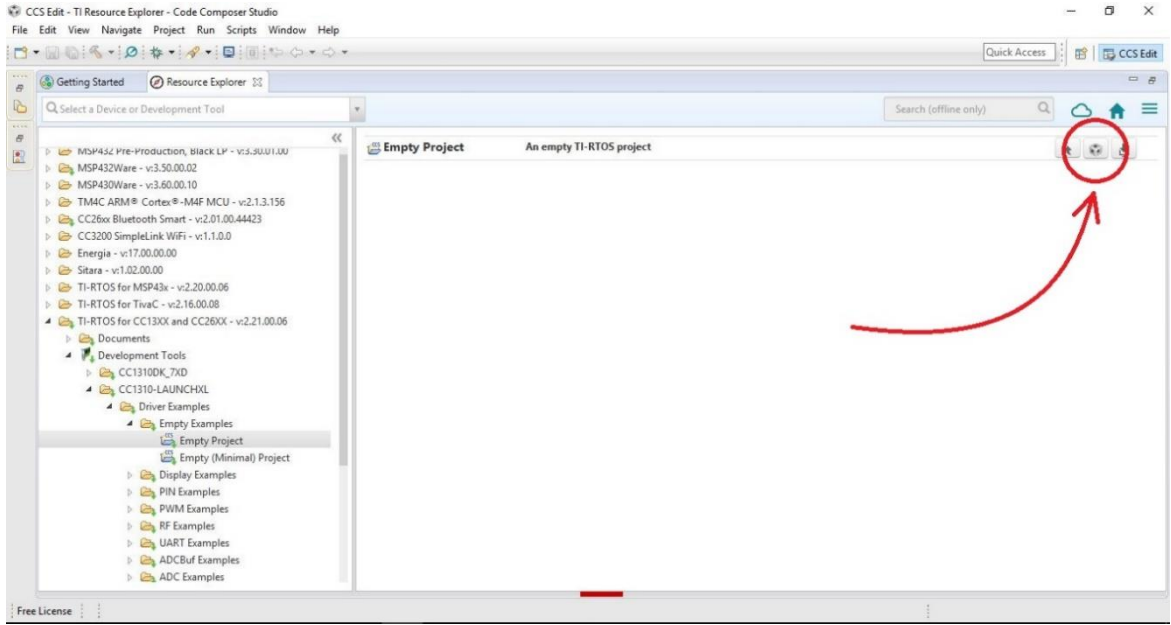 CCS Edit - TI Resource Explorer - Code Composer Studio
File Edit View Navigate Project Run Scripts Window Help
Quick Access
CCS Edit
Getting Started
Resource Explorer
Select a Device or Development Tool
Search (offline only)
MSP432 Pre-Production, Black LP - v:3.30.01.00
Empty Project An empty TI-RTOS project
MSP432Ware - v:3.50.00.02
MSP430Ware - v:3.60.00.10
TM4C ARM® Cortex®-M4F MCU - v:2.1.3.156
CC26xx Bluetooth Smart - v:2.01.00.44423
CC3200 SimpleLink WiFi - v:1.1.0.0
Energia - v:17.00.00.00
Sitara - v:1.02.00.00
TI-RTOS for MSP43x - v:2.20.00.06
TI-RTOS for TivaC - v:2.16.00.08
TI-RTOS for CC13XX and CC26XX - v:2.21.00.06
Documents
Development Tools
CC1310DK_7XD
CC1310-LAUNCHXL
Driver Examples
Empty Examples
Empty Project
Empty (Minimal) Project
Display Examples
PIN Examples
PWM Examples
RF Examples
UART Examples
ADCBuf Examples
ADC Examples
Free License